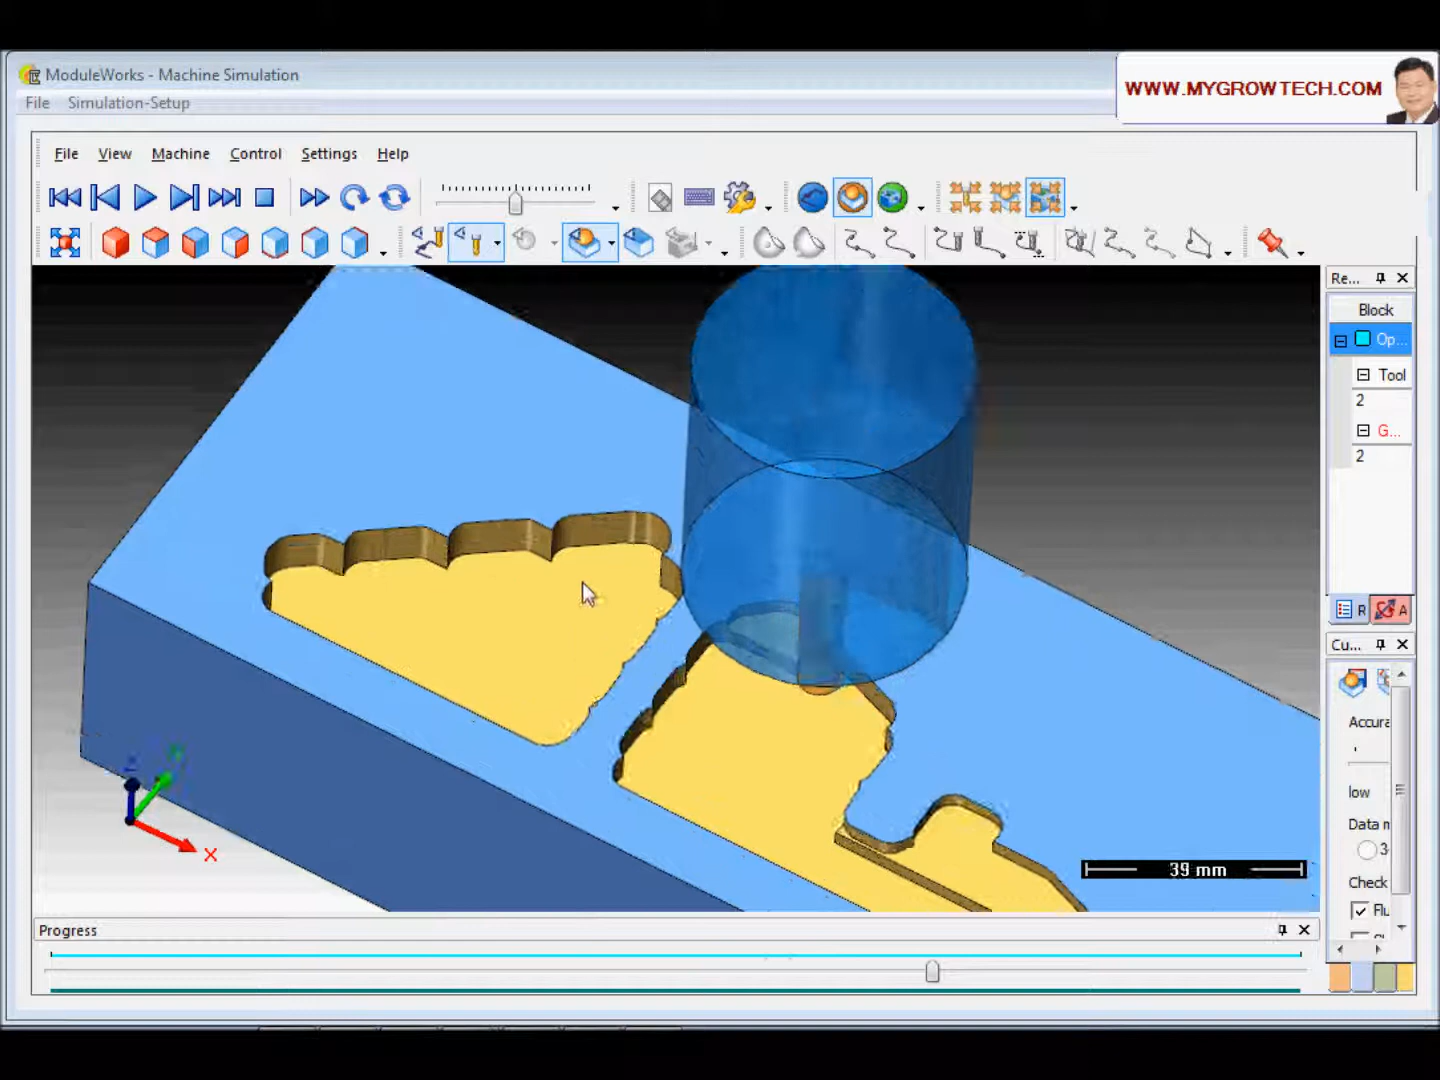 ModuleWorks - Machine Simulation
WWW.MYGROWTECH.COM
File Simulation-Setup
File View Machine Control Settings Help
Re...
Block
Op...
Tool
2
G...
2
R A
Cu...
Accura
low
Data m
3
Check
Flu
X
39 mm
Progress